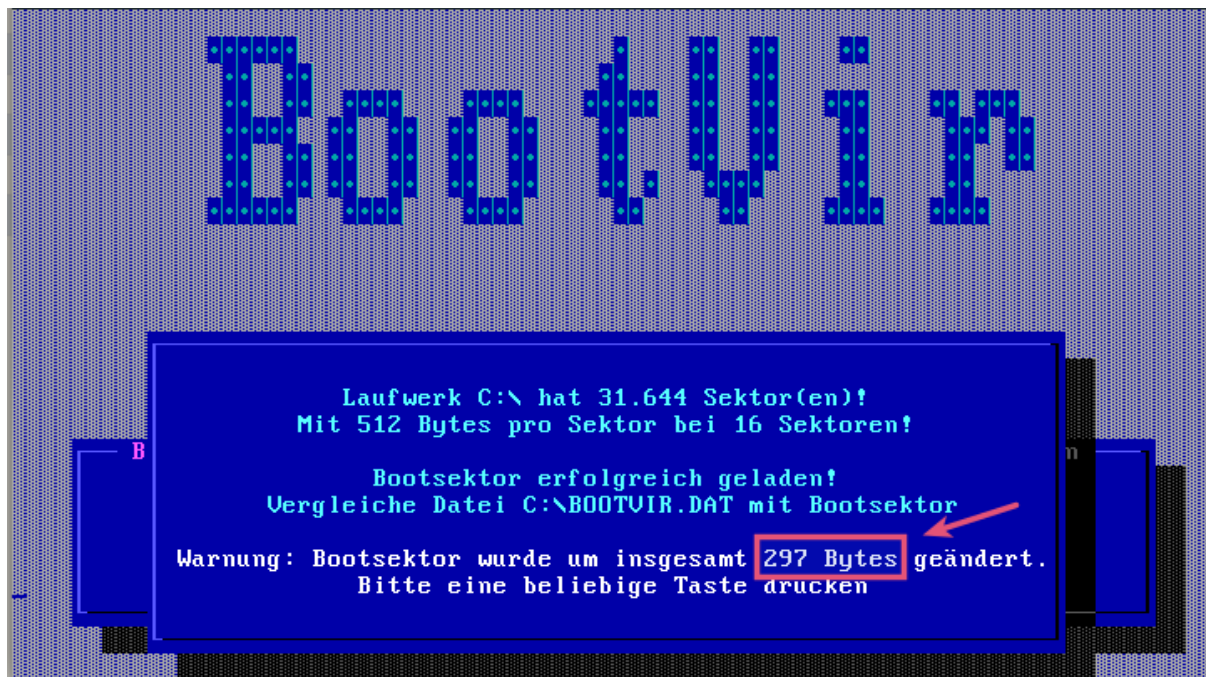 BootVir
Laufwerk C:\ hat 31.644 Sektor(en)!
Mit 512 Bytes pro Sektor bei 16 Sektoren!
B
m
Bootsektor erfolgreich geladen!
Vergleiche Datei C:\BOOTVIR.DAT mit Bootsektor
Warnung: Bootsektor wurde um insgesamt 297 Bytes geändert.
Bitte eine beliebige Taste drücken